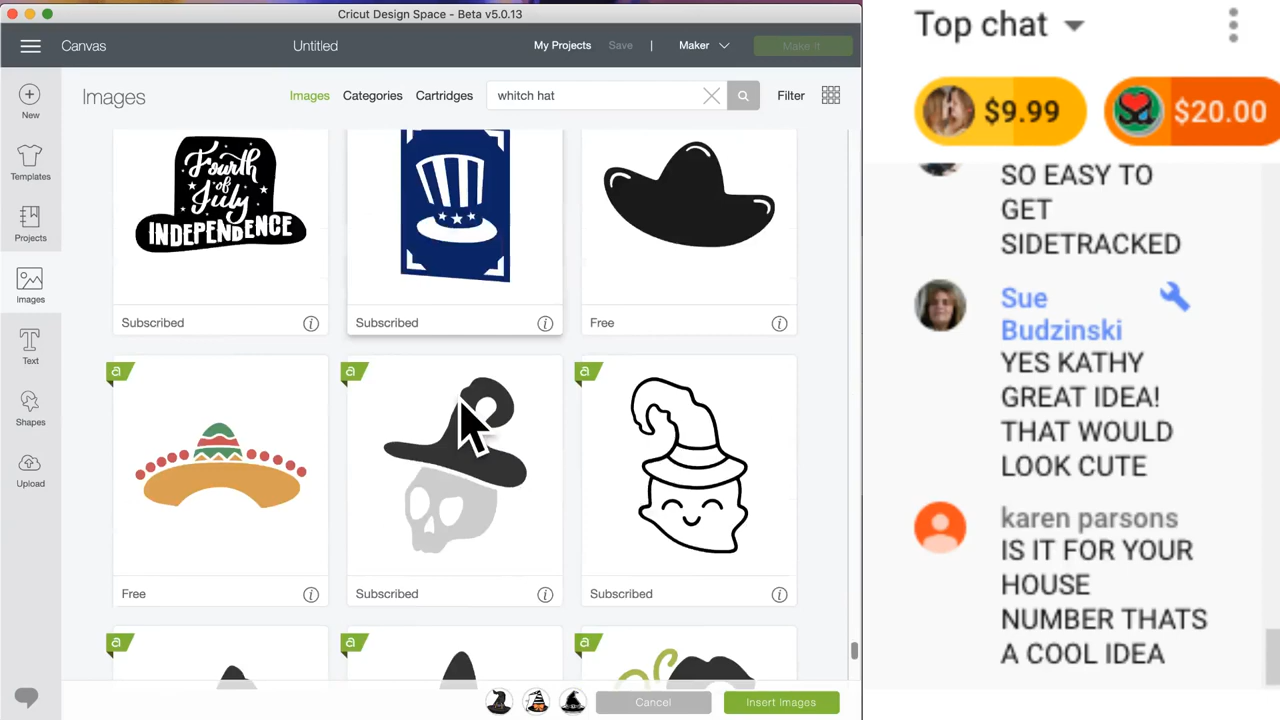 Cricut Design Space - Beta v5.0.13
Canvas
Untitled
My Projects
Save
|
Maker
Make It
New
Templates
Projects
Images
Text
Shapes
Upload
Images
Images
Categories
Cartridges
whitch hat
Filter
Fourth
of
July
INDEPENDENCE
Subscribed
Subscribed
Free
a
a
a
Free
Subscribed
Subscribed
a
a
a
Cancel
Insert Images
Top chat
$9.99
$20.00
SO EASY TO
GET
SIDETRACKED
Sue
Budzinski
YES KATHY
GREAT IDEA!
THAT WOULD
LOOK CUTE
karen parsons
IS IT FOR YOUR
HOUSE
NUMBER THATS
A COOL IDEA